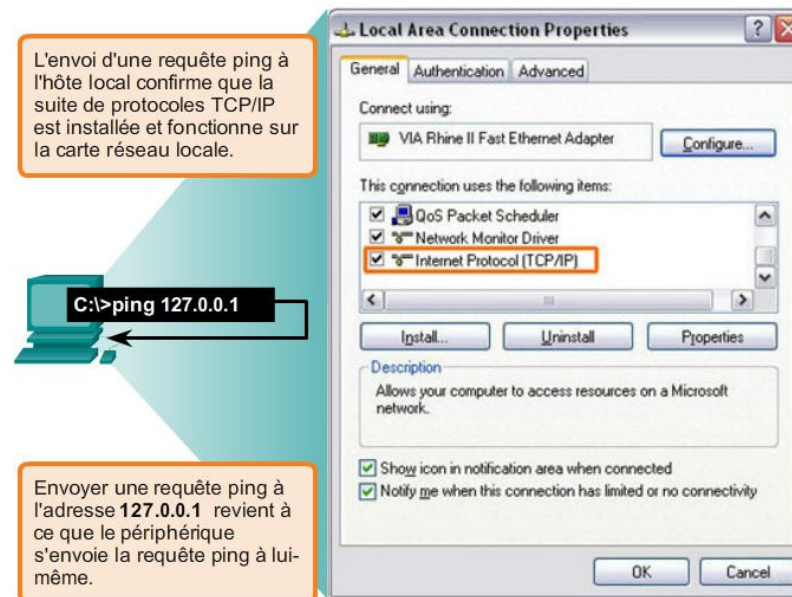 L'envoi d'une requête ping à
l'hôte local confirme que la
suite de protocoles TCP/IP
est installée et fonctionne sur
la carte réseau locale.
C:\>ping 127.0.0.1
Envoyer une requête ping à
l'adresse 127.0.0.1 revient à
ce que le périphérique
s'envoie la requête ping à lui-
même.
Local Area Connection Properties
General Authentication Advanced
Connect using:
VIA Rhine II Fast Ethernet Adapter Configure...
This connection uses the following items:
QoS Packet Scheduler
Network Monitor Driver
Internet Protocol (TCP/IP)
Install... Uninstall Properties
Description
Allows your computer to access resources on a Microsoft
network.
Show icon in notification area when connected
Notify me when this connection has limited or no connectivity
OK Cancel